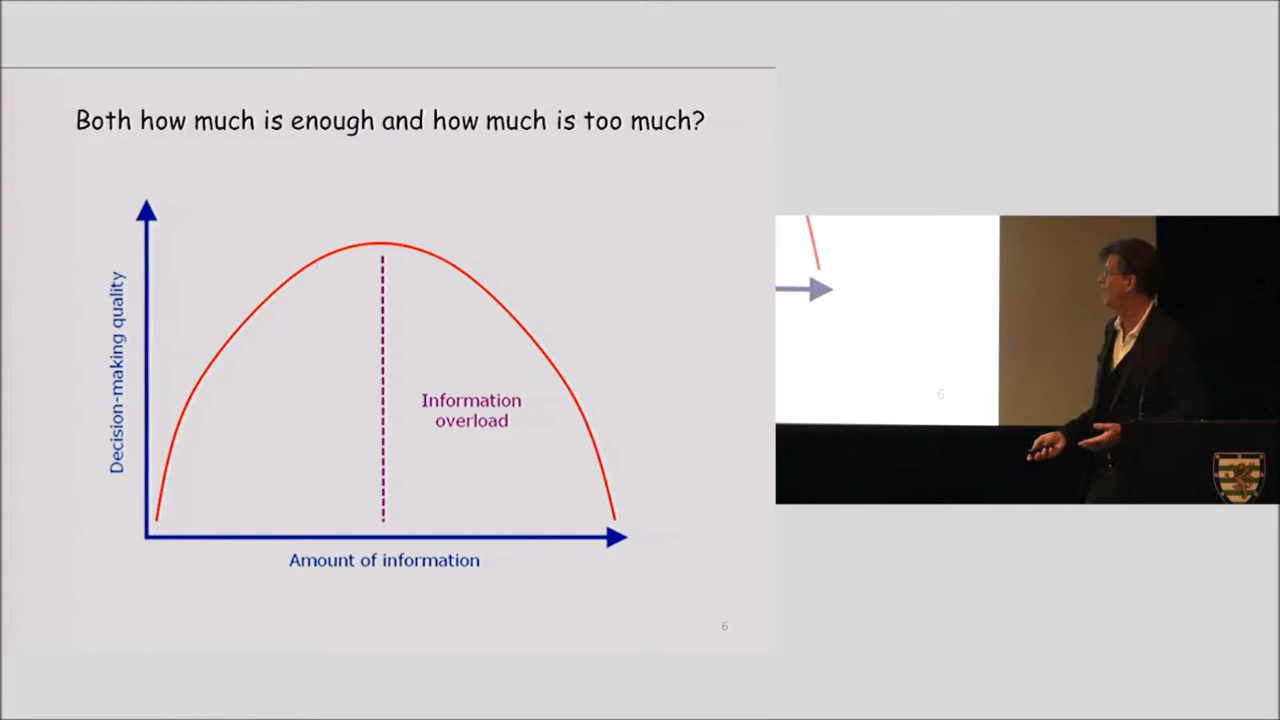 Both how much is enough and how much is too much?
Decision-making quality
Information
overload
Amount of information
6
6